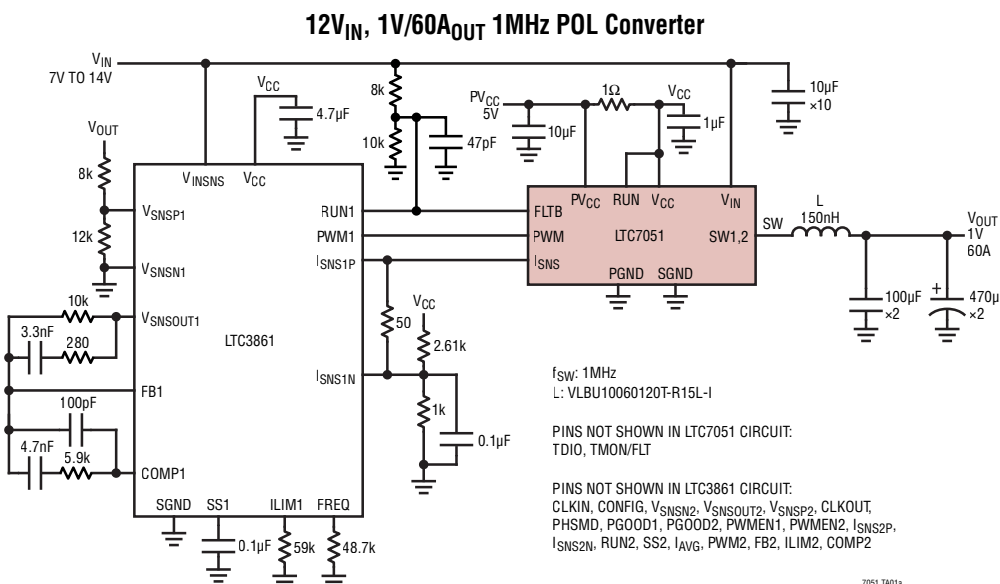 12VIN, 1V/60AOUT 1MHz POL Converter
VIN
7V TO 14V
VCC
4.7µF
8k
10k
47pF
PVCC
5V
1Ω
VCC
10µF
1µF
10µF
×10
VOUT
8k
12k
VINSNS
VCC
VSNSP1
VSNSN1
RUN1
PWM1
ISNS1P
PVCC
RUN
VCC
VIN
FLTB
PWM
LTC7051
SW1,2
ISNS
PGND
SGND
SW
L
150nH
VOUT
1V
60A
100µF
×2
+
470µ
×2
10k
3.3nF
280
VSNSOUT1
LTC3861
50
VCC
2.61k
ISNS1N
1k
0.1µF
FB1
100pF
4.7nF
5.9k
COMP1
SGND
SS1
ILIM1
FREQ
0.1µF
59k
48.7k
fSW: 1MHz
L: VLBU10060120T-R15L-I
PINS NOT SHOWN IN LTC7051 CIRCUIT:
TDIO, TMON/FLT
PINS NOT SHOWN IN LTC3861 CIRCUIT:
CLKIN, CONFIG, VSNSN2, VSNSOUT2, VSNSP2, CLKOUT,
PHSMD, PGOOD1, PGOOD2, PWMEN1, PWMEN2, ISNS2P,
ISNS2N, RUN2, SS2, IAVG, PWM2, FB2, ILIM2, COMP2
7051 TA01a